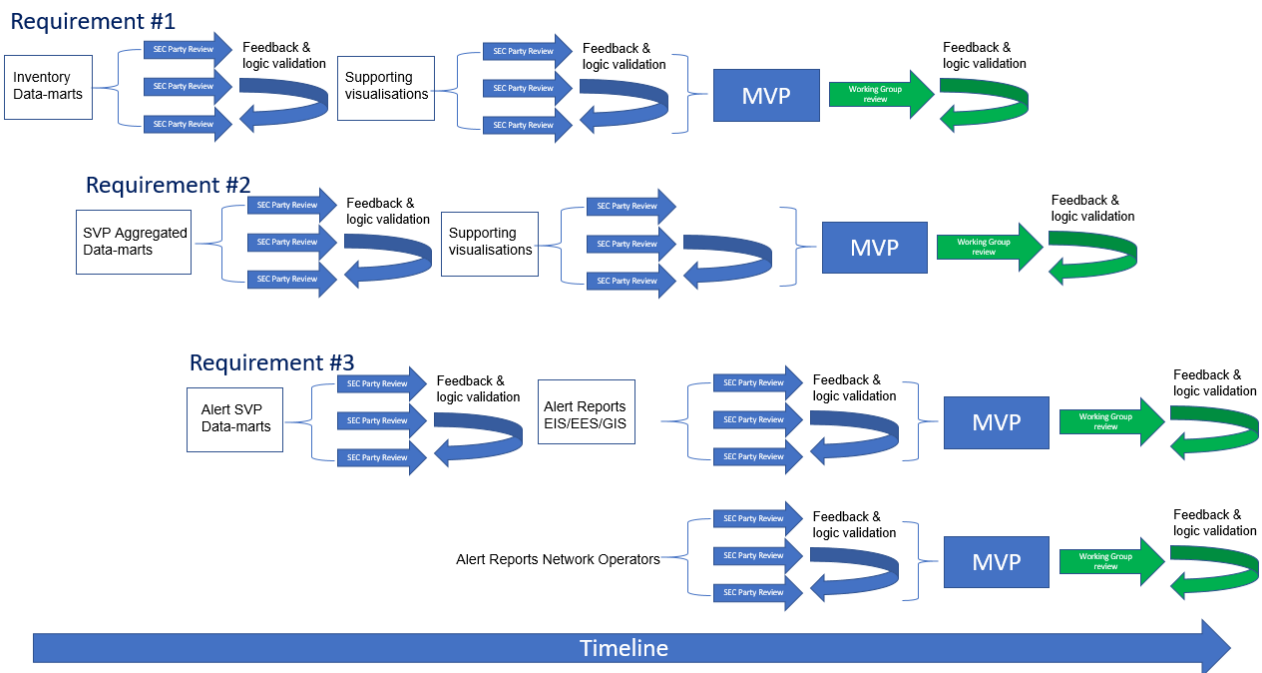 Requirement #1
Inventory
Data-marts
SEC Party Review
SEC Party Review
SEC Party Review
Feedback &
logic validation
Supporting
visualisations
SEC Party Review
SEC Party Review
SEC Party Review
Feedback &
logic validation
MVP
Working Group
review
Feedback &
logic validation
Requirement #2
SVP Aggregated
Data-marts
SEC Party Review
SEC Party Review
SEC Party Review
Feedback &
logic validation
Supporting
visualisations
SEC Party Review
SEC Party Review
SEC Party Review
MVP
Working Group
review
Feedback &
logic validation
Requirement #3
Alert SVP
Data-marts
SEC Party Review
SEC Party Review
SEC Party Review
Feedback &
logic validation
Alert Reports
EIS/EES/GIS
SEC Party Review
SEC Party Review
SEC Party Review
Feedback &
logic validation
MVP
Working Group
review
Feedback &
logic validation
Alert Reports Network Operators
SEC Party Review
SEC Party Review
SEC Party Review
Feedback &
logic validation
MVP
Working Group
review
Feedback &
logic validation
Timeline